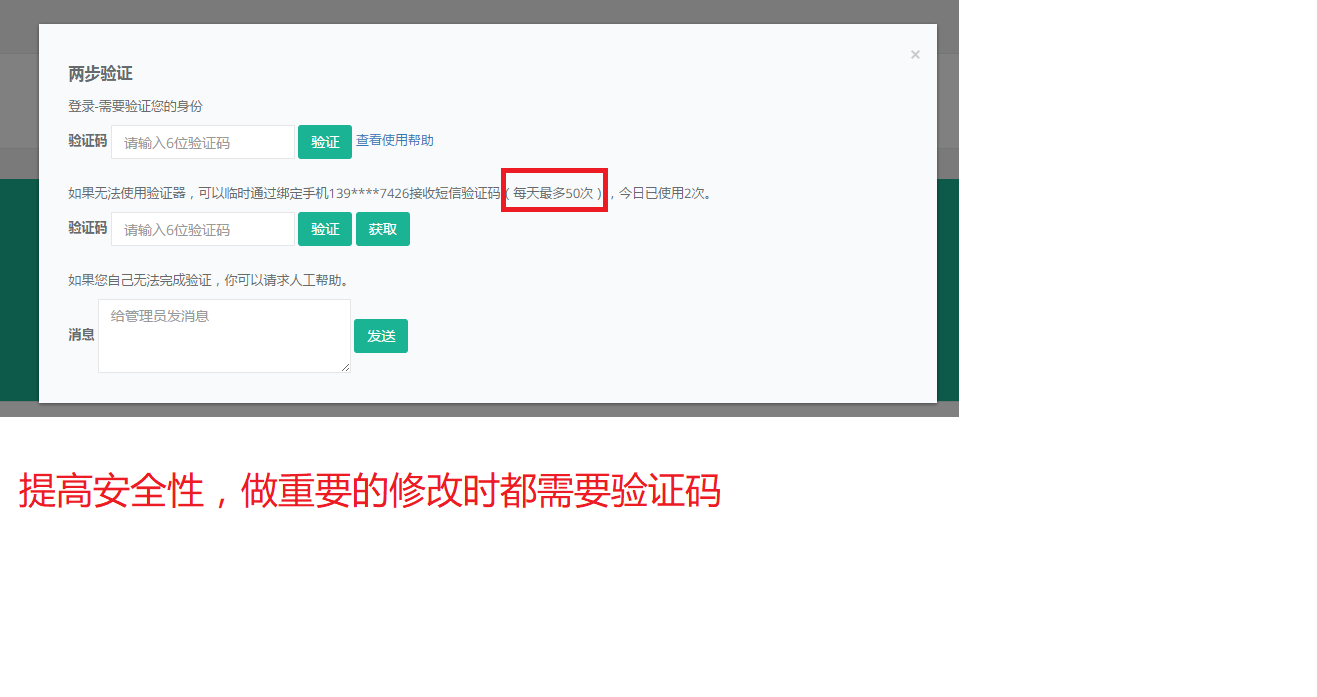 ×
两步验证
登录-需要验证您的身份
验证码 请输入6位验证码 验证 查看使用帮助
如果无法使用验证器，可以临时通过绑定手机139****7426接收短信验证码（每天最多50次），今日已使用2次。
验证码 请输入6位验证码 验证 获取
如果您自己无法完成验证，你可以请求人工帮助。
消息 给管理员发消息 发送
提高安全性，做重要的修改时都需要验证码